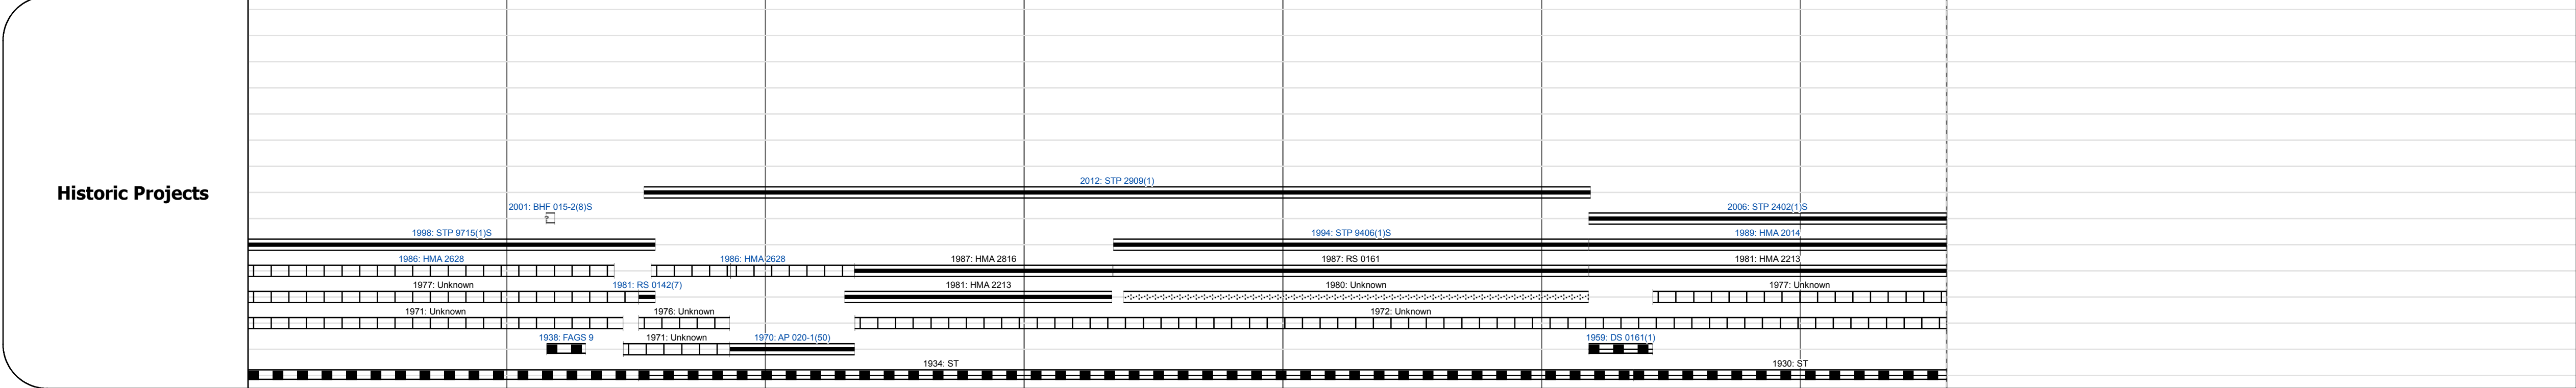 2012: STP 2909(1)
Historic Projects
2001: BHF 015-2(8)S
2006: STP 2402(1)S
1998: STP 9715(1)S
1994: STP 9406(1)S
1989: HMA 2014
1986: HMA 2628
1986: HMA 2628
1987: HMA 2816
1987: RS 0161
1981: HMA 2213
1977: Unknown
1981: RS 0142(7)
1981: HMA 2213
1980: Unknown
1977: Unknown
1971: Unknown
1976: Unknown
1972: Unknown
1938: FAGS 9
1971: Unknown
1970: AP 020-1(50)
1959: DS 0161(1)
1934: ST
1930: ST